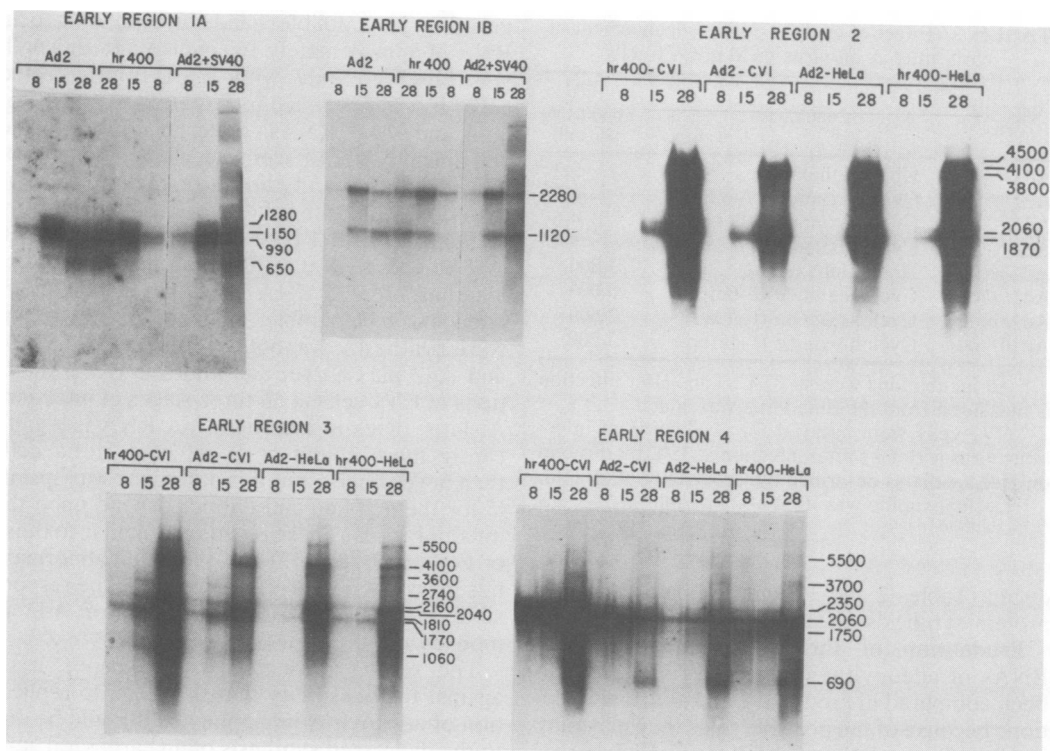 EARLY REGION 1A
Ad2 hr400 Ad2+SV40
8 15 28 28 15 8 8 15 28
1280
1150
990
650
EARLY REGION 1B
Ad2 hr400 Ad2+SV40
8 15 28 28 15 8 8 15 28
2280
1120
EARLY REGION 2
hr400-CVI Ad2-CVI Ad2-HeLa hr400-HeLa
8 15 28 8 15 28 8 15 28 8 15 28
4500
4100
3800
2060
1870
EARLY REGION 3
hr400-CVI Ad2-CVI Ad2-HeLa hr400-HeLa
8 15 28 8 15 28 8 15 28 8 15 28
5500
4100
3600
2740
2160
2040
1810
1770
1060
EARLY REGION 4
hr400-CVI Ad2-CVI Ad2-HeLa hr400-HeLa
8 15 28 8 15 28 8 15 28 8 15 28
5500
3700
2350
2060
1750
690